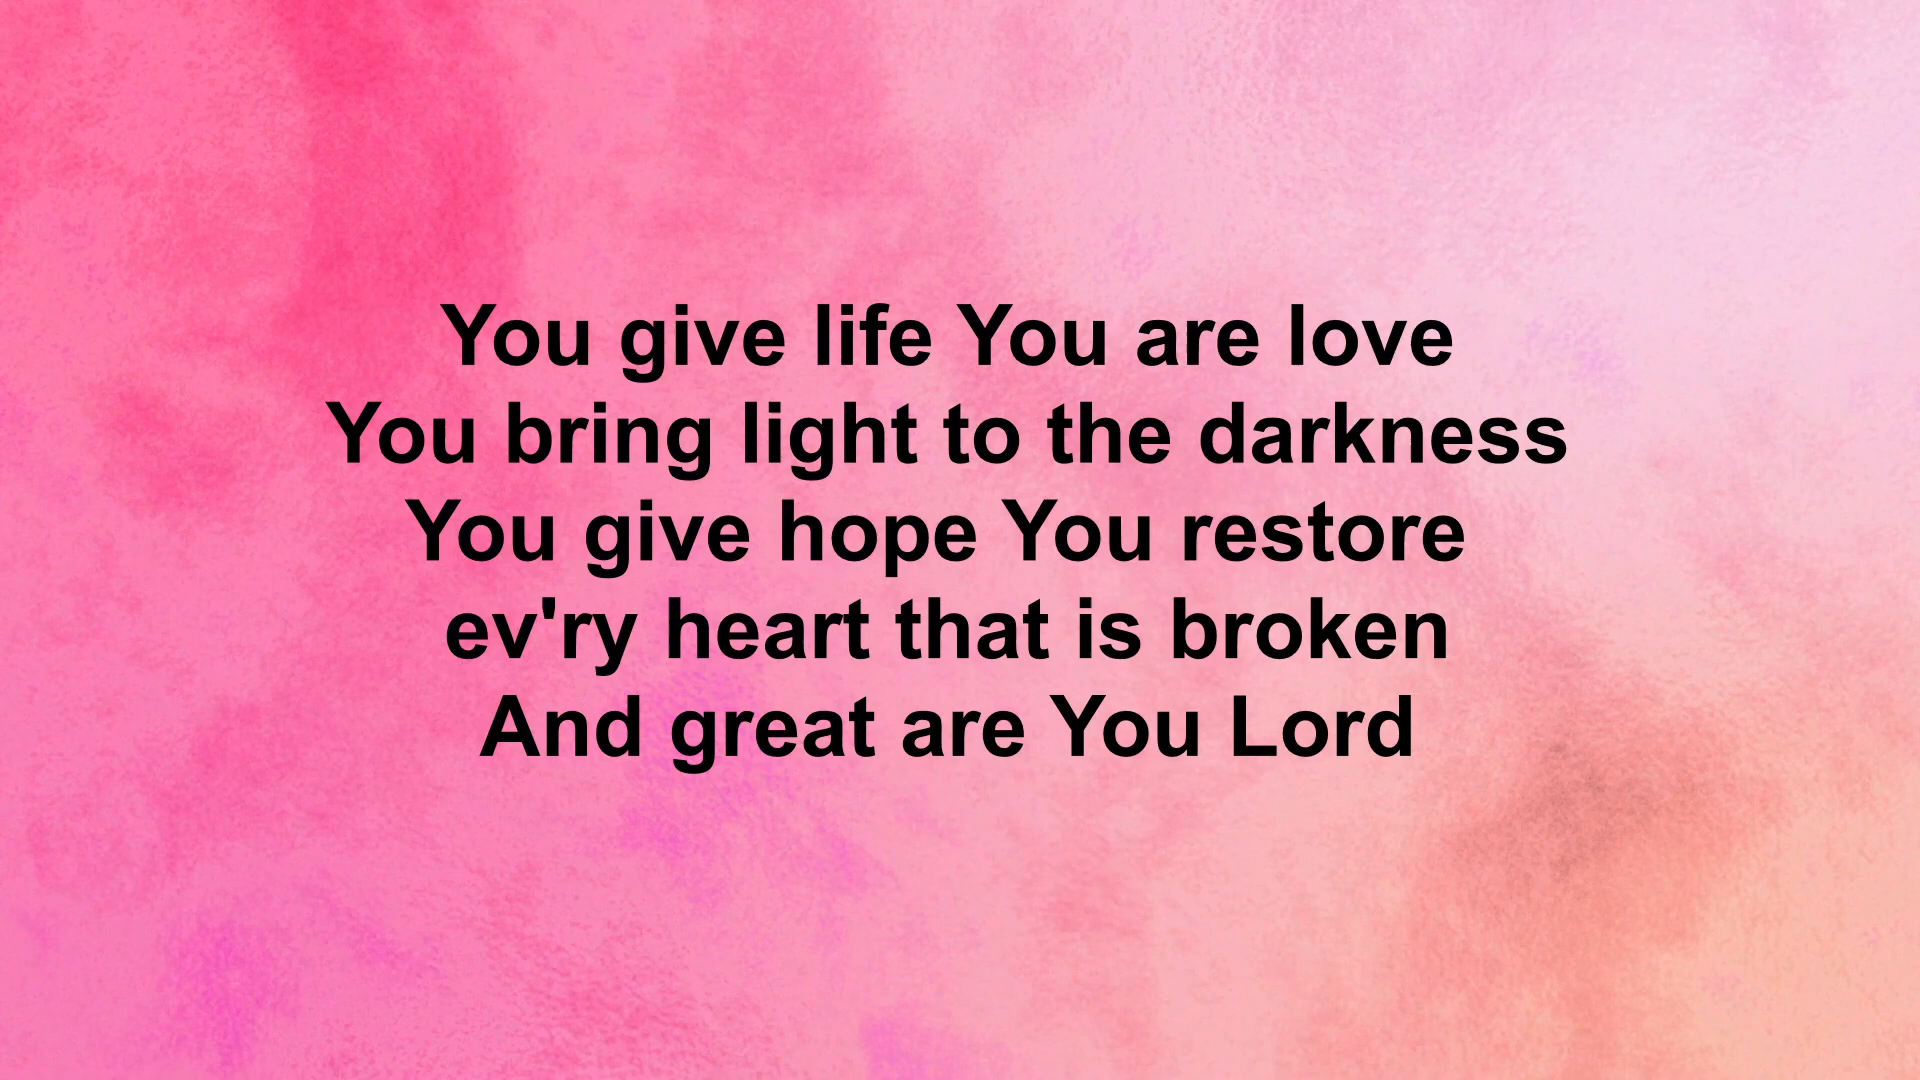 You give life You are love
You bring light to the darkness
You give hope You restore
ev'ry heart that is broken
And great are You Lord